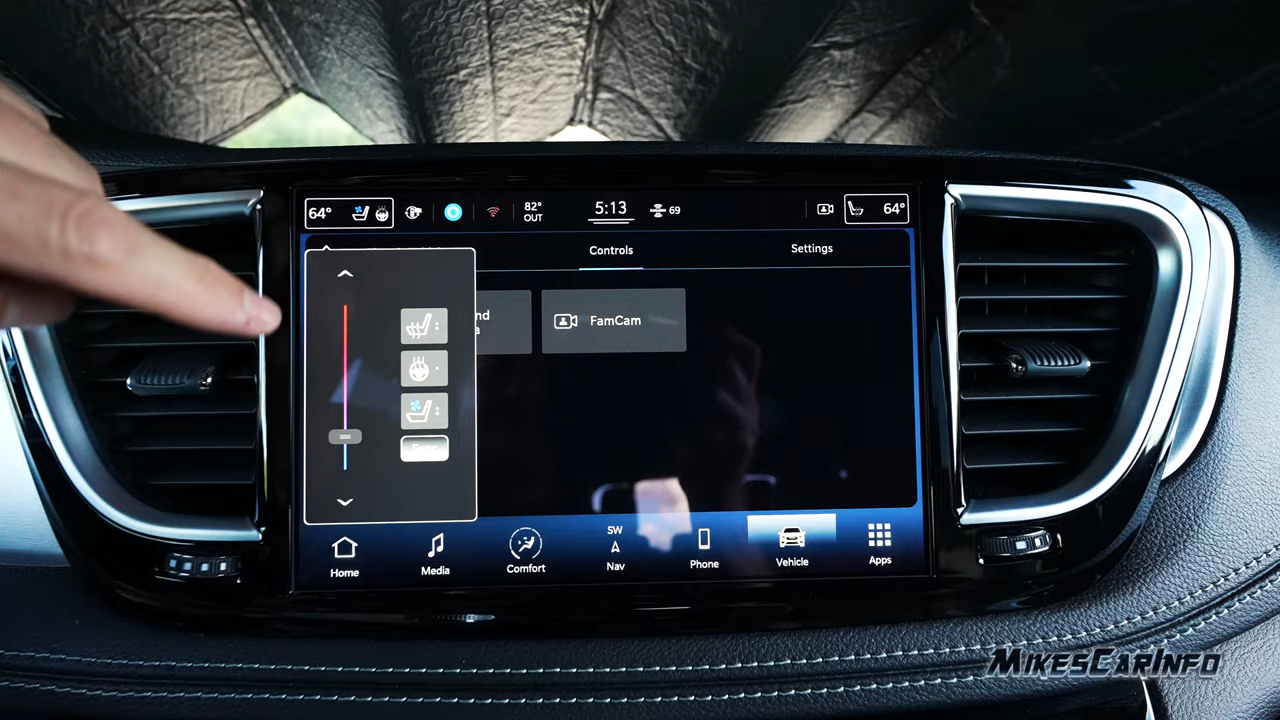 64°
82°
OUT
5:13
69
64°
Controls
Settings
nd
a
FamCam
Sync
Home
Media
Comfort
SW
Nav
Phone
Vehicle
Apps
MIKESCARINFO